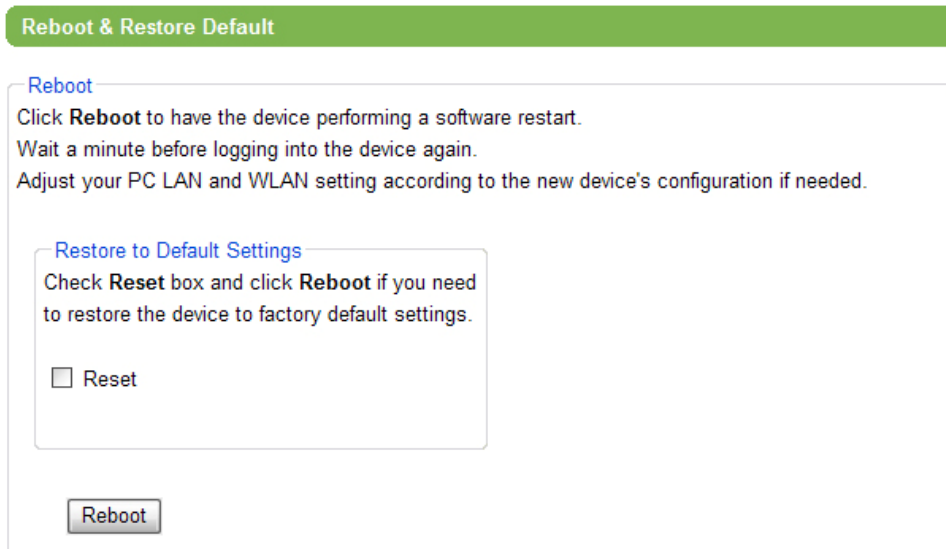 Reboot & Restore Default
Reboot
Click Reboot to have the device performing a software restart.
Wait a minute before logging into the device again.
Adjust your PC LAN and WLAN setting according to the new device's configuration if needed.
Restore to Default Settings
Check Reset box and click Reboot if you need
to restore the device to factory default settings.
Reset
Reboot